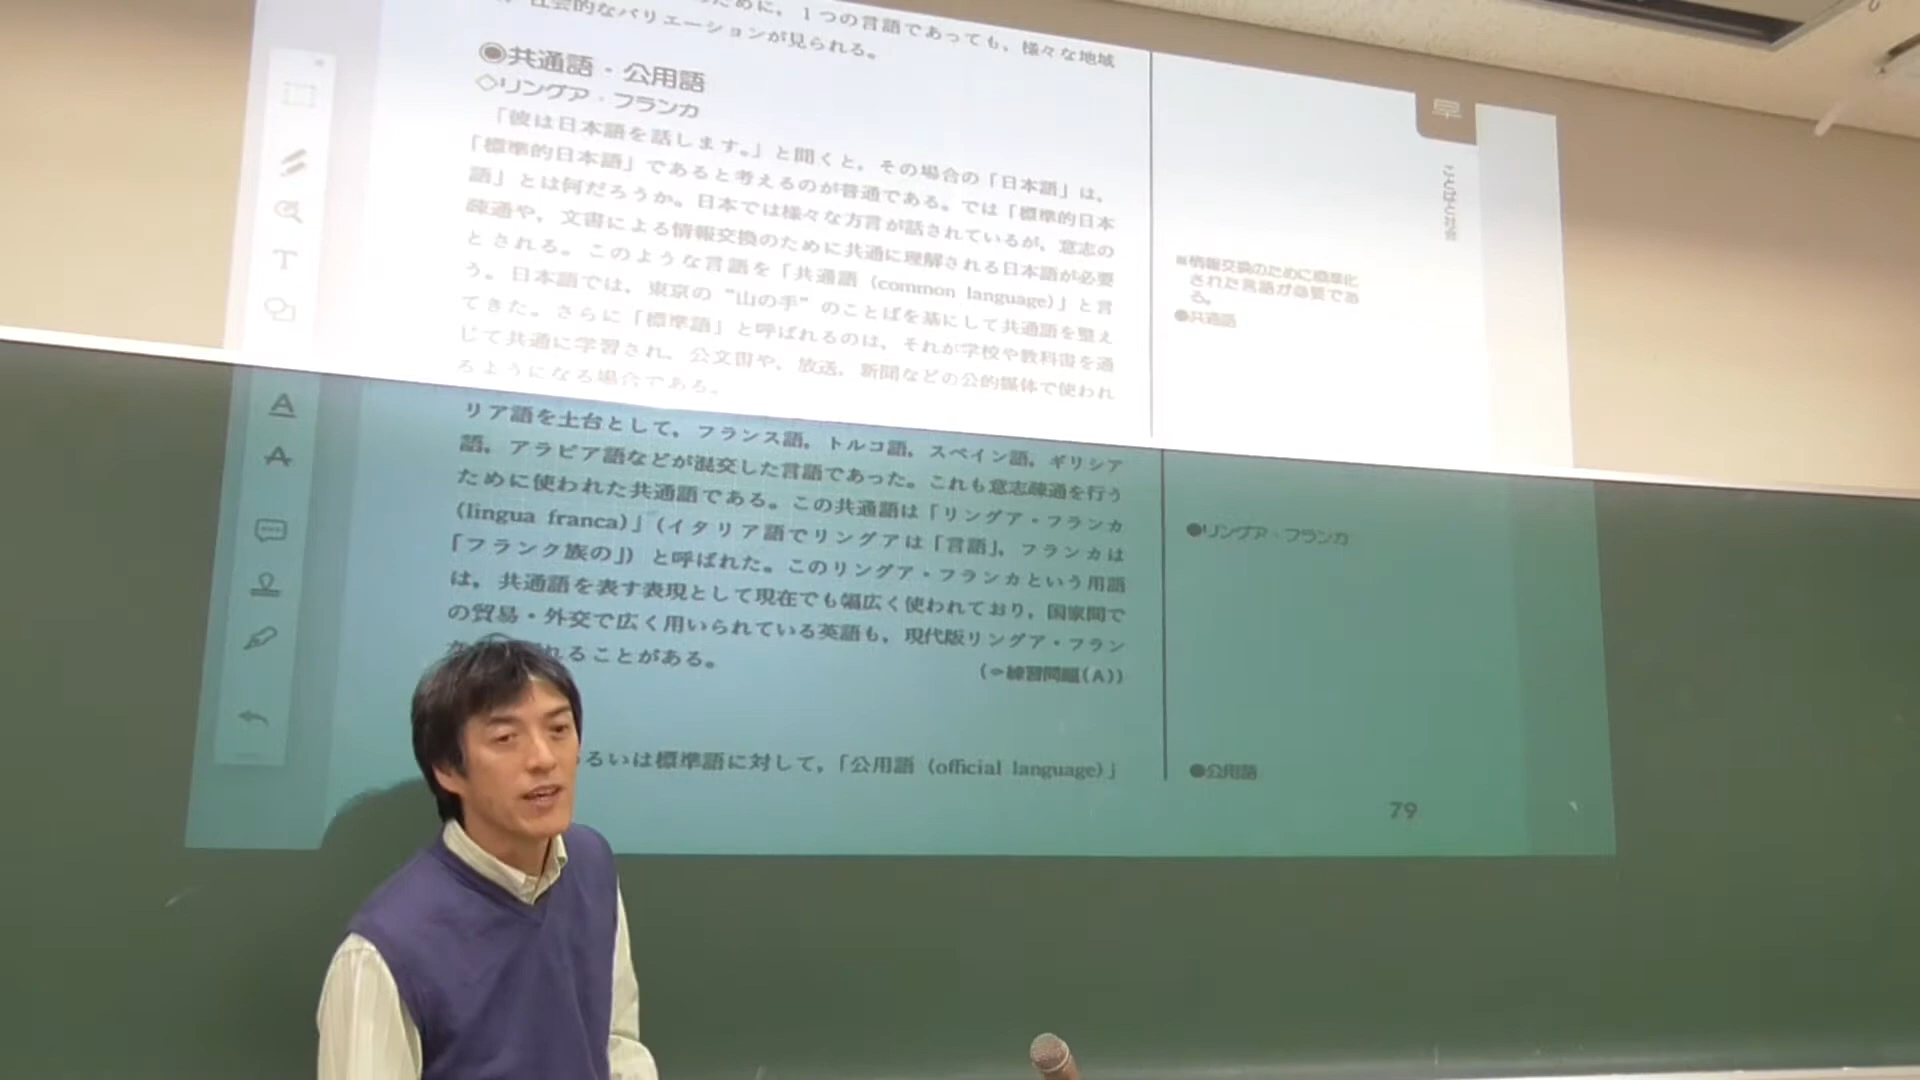 ために，１つの言語であっても，様々な地域
社会的なバリエーションが見られる。
◉共通語・公用語
◇リングア・フランカ
「彼は日本語を話します。」と聞くと，その場合の「日本語」は，
「標準的日本語」であると考えるのが普通である。では「標準的日本
語」とは何だろうか。日本では様々な方言が話されているが，意志の
疎通や，文書による情報交換のために共通に理解される日本語が必要
とされる。このような言語を「共通語（common language）」と言
う。日本語では，東京の“山の手”のことばを基にして共通語を整え
てきた。さらに「標準語」と呼ばれるのは，それが学校や教科書を通
じて共通に学習され，公文書や，放送，新聞などの公的媒体で使われ
るようになる場合である。
リア語を土台として，フランス語，トルコ語，スペイン語，ギリシア
語，アラビア語などが混交した言語であった。これも意志疎通を行う
ために使われた共通語である。この共通語は「リングア・フランカ
（lingua franca）」（イタリア語でリングアは「言語」，フランカは
「フランク族の」）と呼ばれた。このリングア・フランカという用語
は，共通語を表す表現として現在でも幅広く使われており，国家間で
の貿易・外交で広く用いられている英語も，現代版リングア・フラン
れることがある。
（⇨練習問題（A））
るいは標準語に対して，「公用語（official language）」
章
ことばと社会
■情報交換のために標準化
された言語が必要であ
る。
●共通語
●リングア・フランカ
●公用語
79
T
A
A